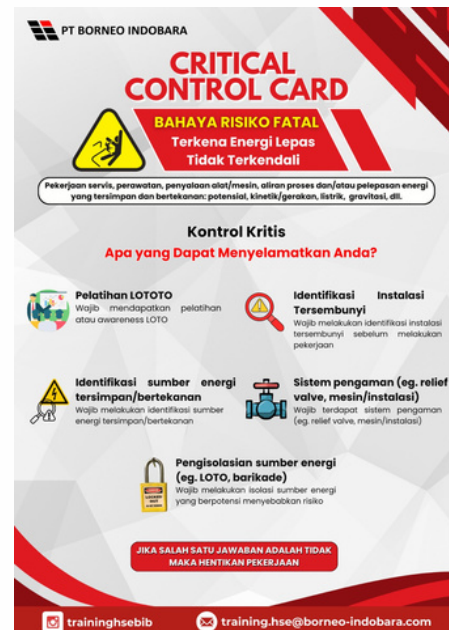 PT BORNEO INDOBARA
CRITICAL
CONTROL CARD
BAHAYA RISIKO FATAL
Terkena Energi Lepas
Tidak Terkendali
Pekerjaan servis, perawatan, penyalaan alat/mesin, aliran proses dan/atau pelepasan energi
yang tersimpan dan bertekanan: potensial, kinetik/gerakan, listrik, gravitasi, dll.
Kontrol Kritis
Apa yang Dapat Menyelamatkan Anda?
Pelatihan LOTOTO
Wajib mendapatkan pelatihan
atau awareness LOTO
Identifikasi Instalasi
Tersembunyi
Wajib melakukan identifikasi instalasi
tersembunyi sebelum melakukan
pekerjaan
Identifikasi sumber energi
tersimpan/bertekanan
Wajib melakukan identifikasi sumber
energi tersimpan/bertekanan
Sistem pengaman (eg. relief
valve, mesin/instalasi)
Wajib terdapat sistem pengaman
(eg. relief valve, mesin/instalasi)
Pengisolasian sumber energi
(eg. LOTO, barikade)
Wajib melakukan isolasi sumber energi
yang berpotensi menyebabkan risiko
JIKA SALAH SATU JAWABAN ADALAH TIDAK
MAKA HENTIKAN PEKERJAAN
traininghsebib
training.hse@borneo-indobara.com